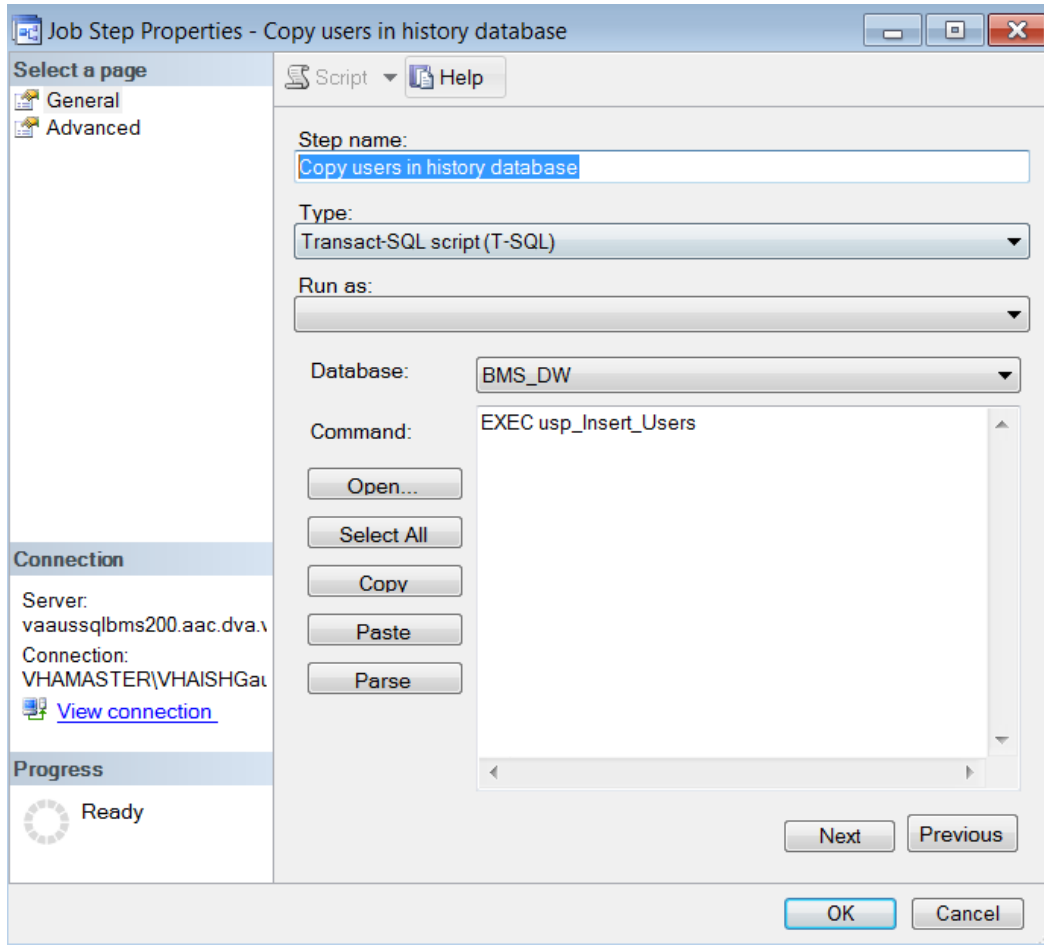 Job Step Properties - Copy users in history database
Select a page
General
Advanced
Script
Help
Step name:
Copy users in history database
Type:
Transact-SQL script (T-SQL)
Run as:
Database:
BMS_DW
Command:
EXEC usp_Insert_Users
Open...
Select All
Copy
Paste
Parse
Connection
Server:
vaaussqlbms200.aac.dva.v
Connection:
VHAMASTER\VHAISHGau
View connection
Progress
Ready
Next
Previous
OK
Cancel